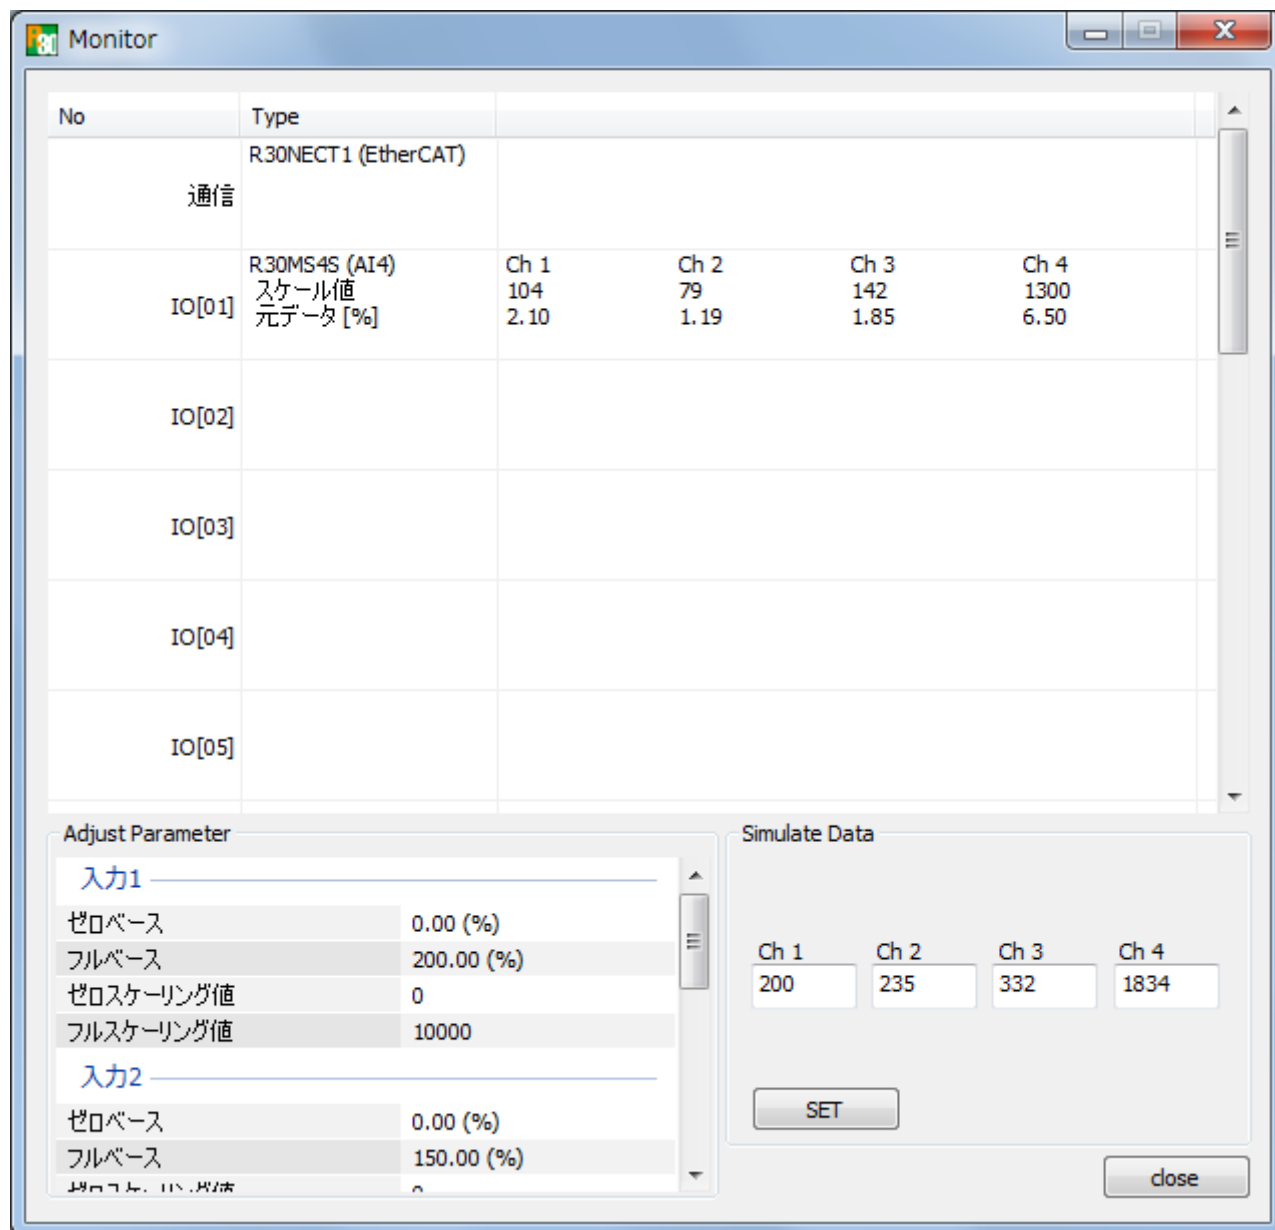 R30 Monitor
No Type
通信 R30NECT1 (EtherCAT)
R30MS4S (AI4) Ch 1 Ch 2 Ch 3 Ch 4
IO[01] スケール値 104 79 142 1300
元データ [%] 2.10 1.19 1.85 6.50
IO[02]
IO[03]
IO[04]
IO[05]
Adjust Parameter
入力1
ゼロベース 0.00 (%)
フルベース 200.00 (%)
ゼロスケーリング値 0
フルスケーリング値 10000
入力2
ゼロベース 0.00 (%)
フルベース 150.00 (%)
Simulate Data
Ch 1 Ch 2 Ch 3 Ch 4
200 235 332 1834
SET
close